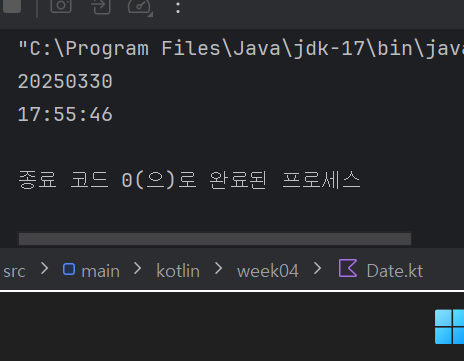 "C:\Program Files\Java\jdk-17\bin\java
20250330
17:55:46
종료 코드 0(으)로 완료된 프로세스
src > main > kotlin > week04 > Date.kt